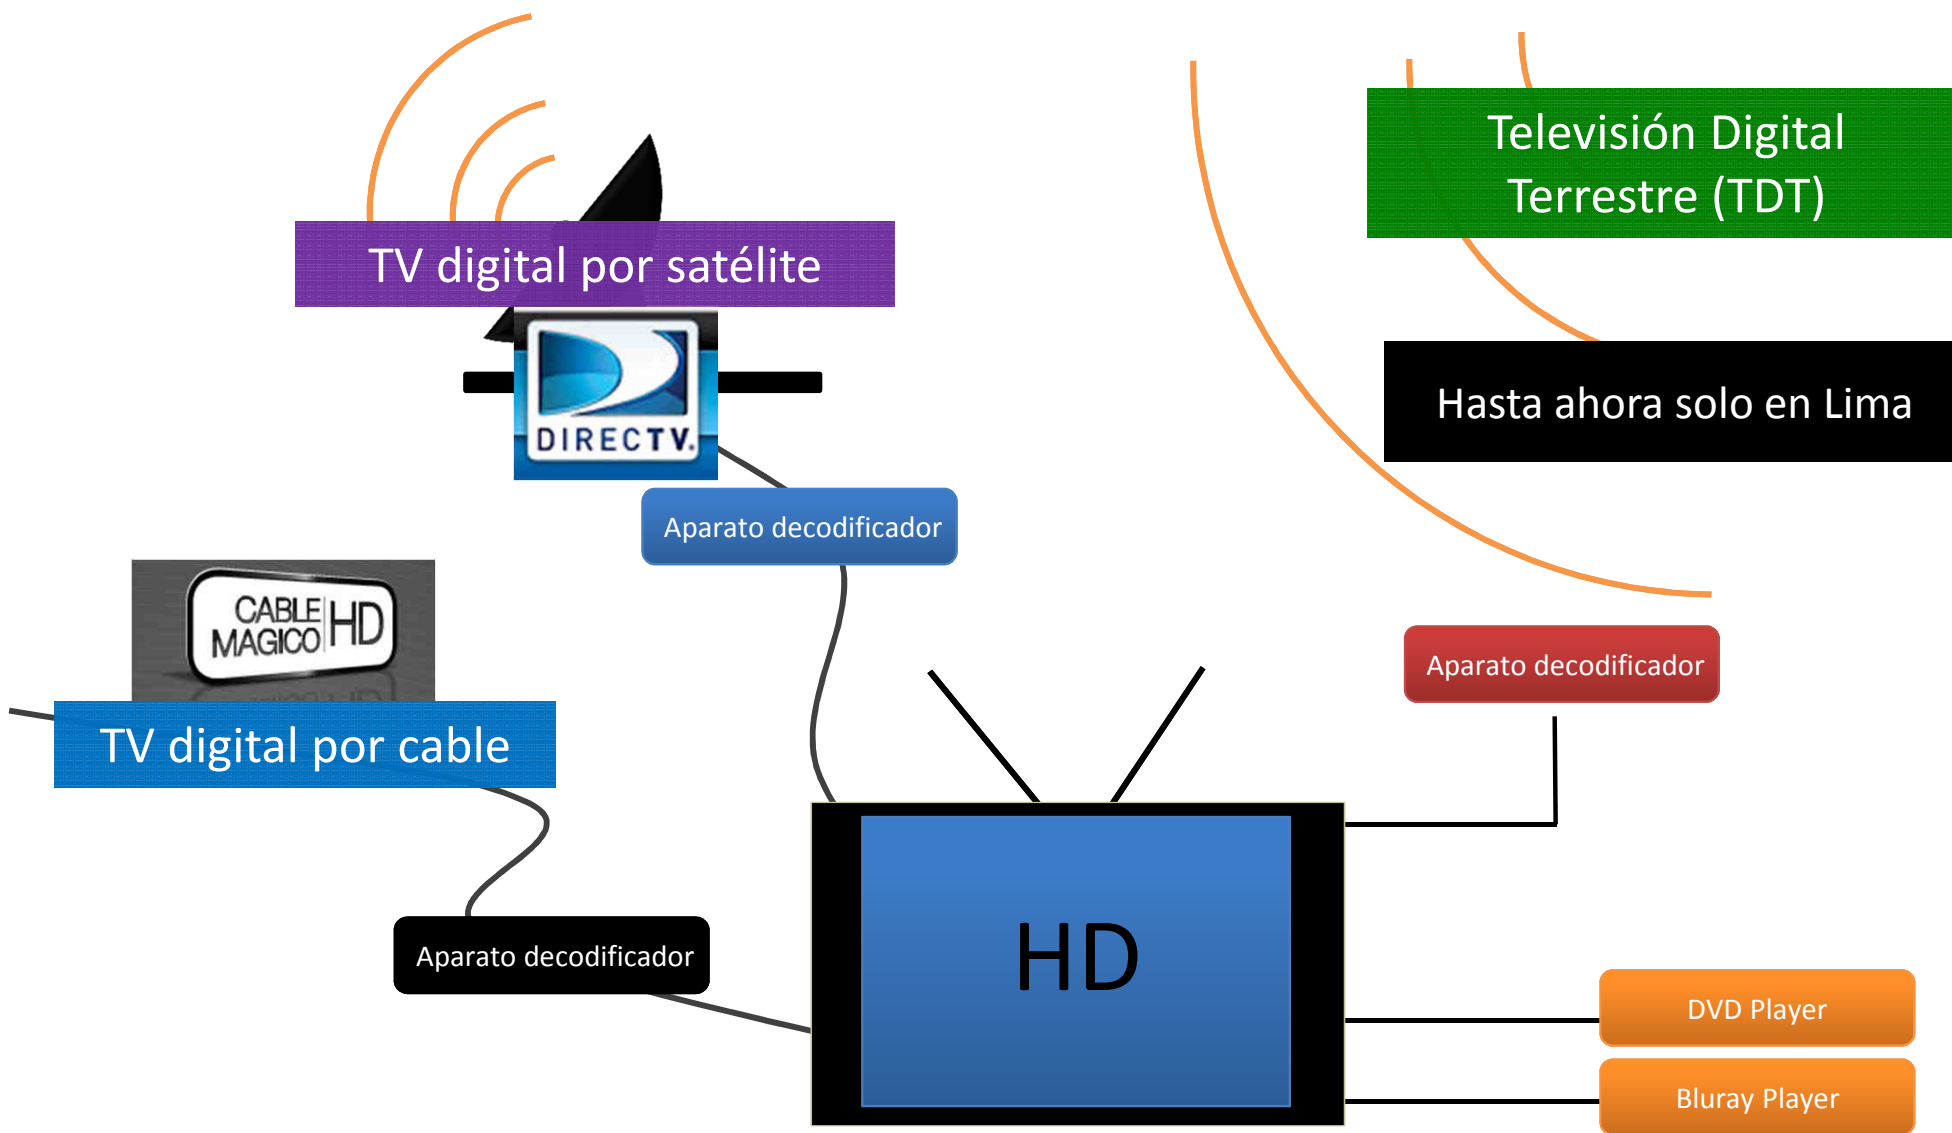 Televisión Digital
Terrestre (TDT)
TV digital por satélite
DIRECTV.
Hasta ahora solo en Lima
Aparato decodificador
CABLE
MAGICO HD
Aparato decodificador
TV digital por cable
Aparato decodificador
HD
DVD Player
Bluray Player